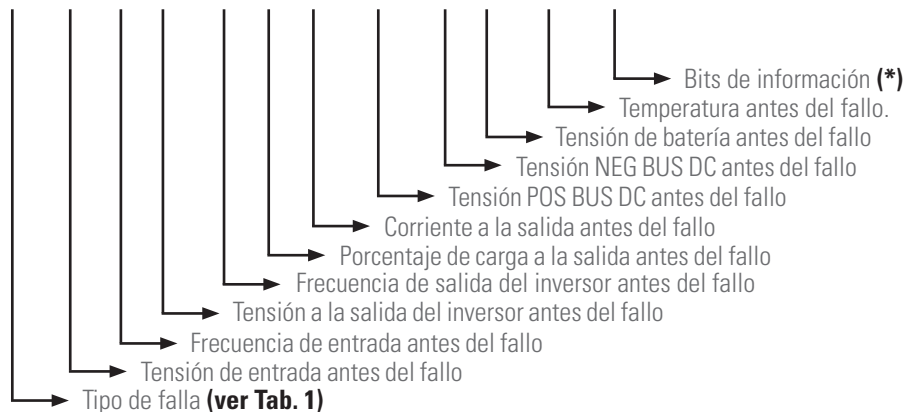 Bits de información (*)
Temperatura antes del fallo.
Tensión de batería antes del fallo
Tensión NEG BUS DC antes del fallo
Tensión POS BUS DC antes del fallo
Corriente a la salida antes del fallo
Porcentaje de carga a la salida antes del fallo
Frecuencia de salida del inversor antes del fallo
Tensión a la salida del inversor antes del fallo
Frecuencia de entrada antes del fallo
Tensión de entrada antes del fallo
Tipo de falla (ver Tab. 1)